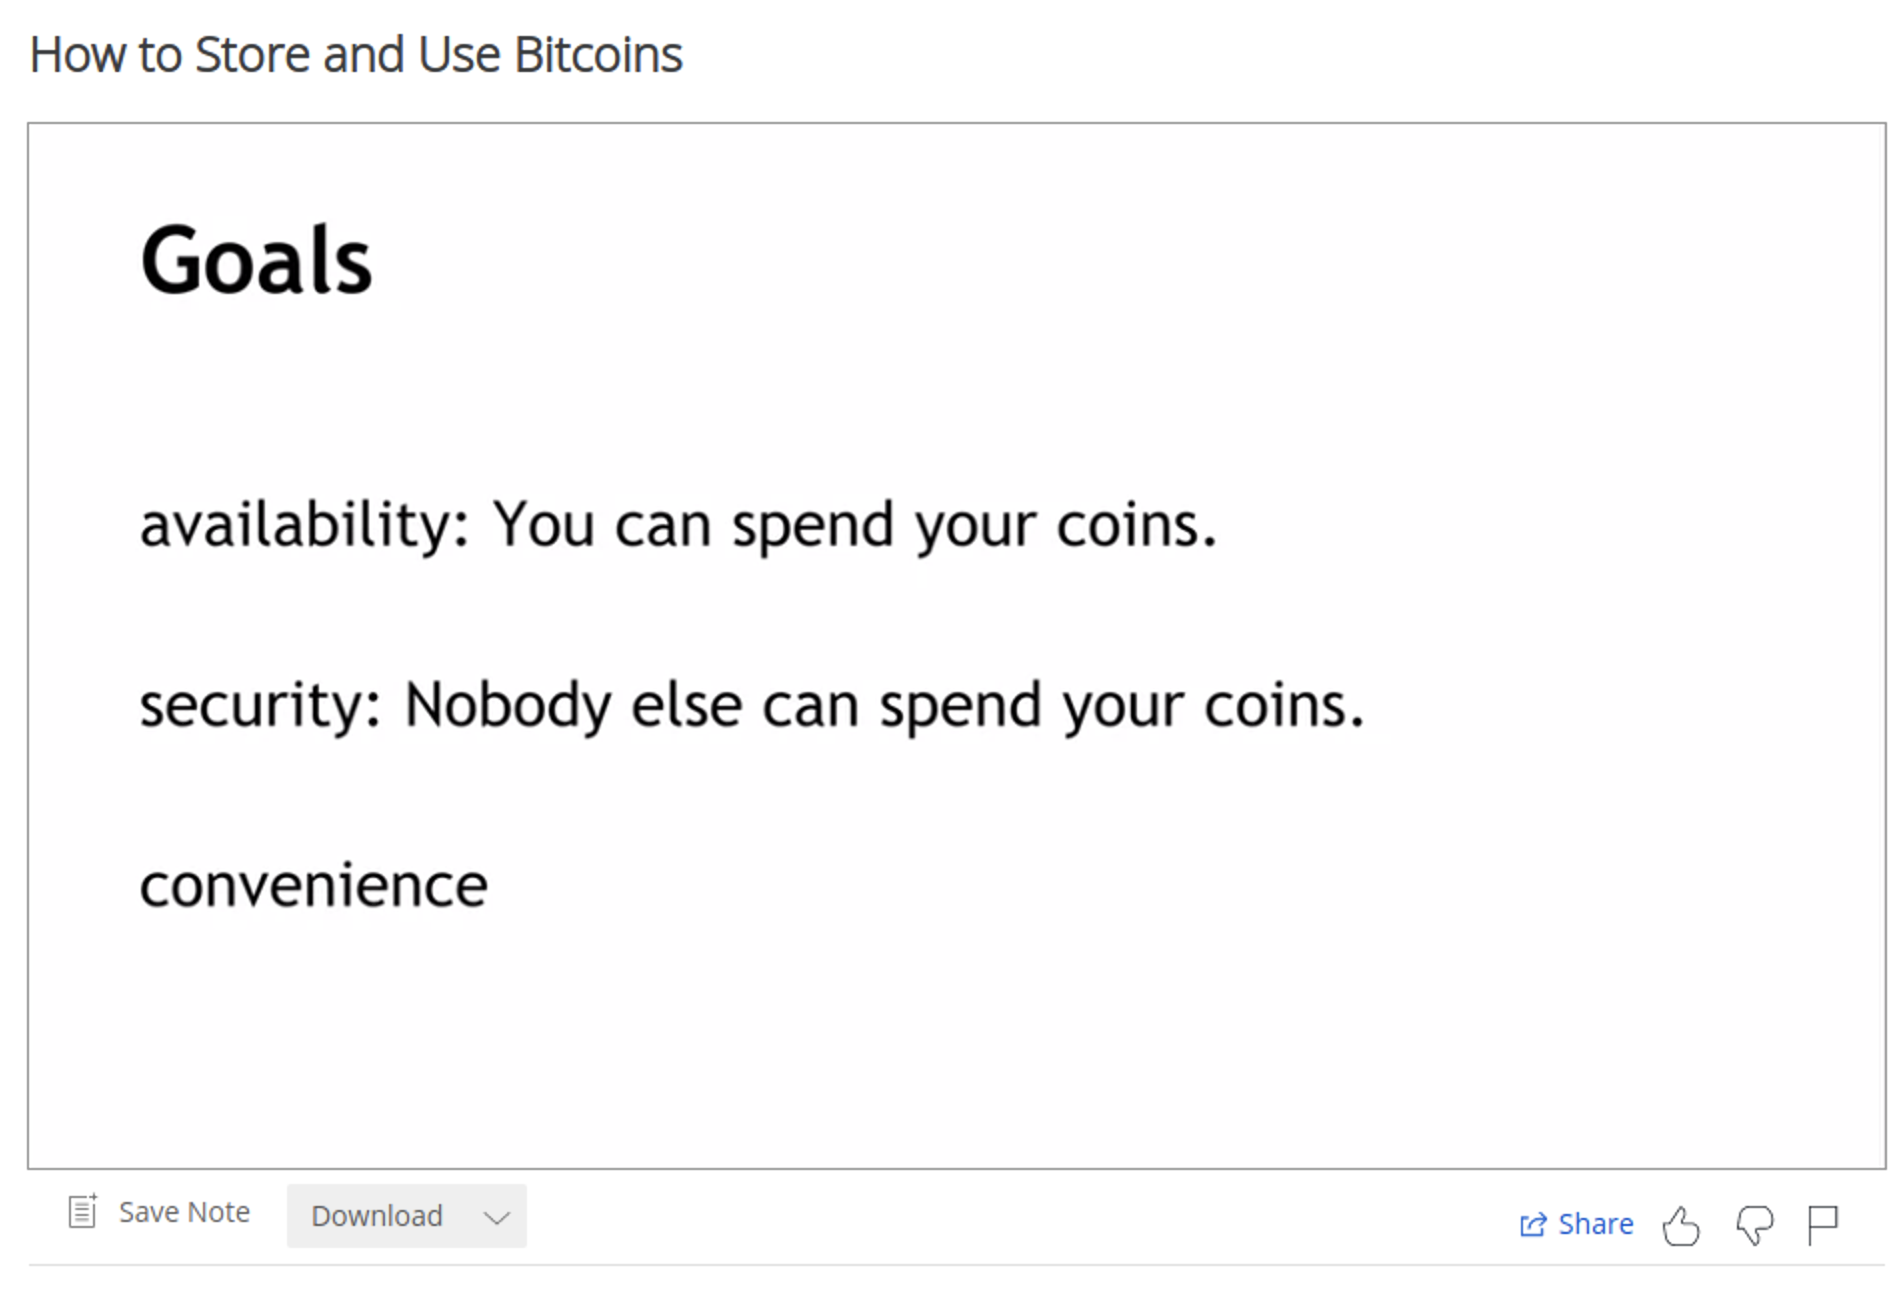 How to Store and Use Bitcoins
Goals
availability: You can spend your coins.
security: Nobody else can spend your coins.
convenience
Save Note
Download
Share